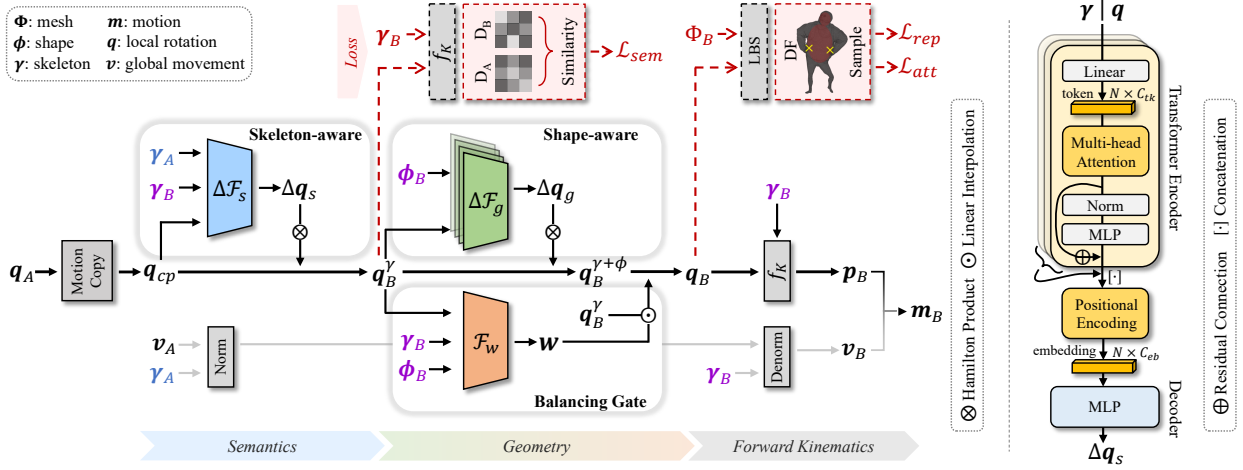 Φ: mesh
m: motion
ϕ: shape
q: local rotation
γ: skeleton
v: global movement
Loss
γ_B
f_K
D_B
D_A
Similarity
ℒ_sem
Φ_B
LBS
DF
Sample
ℒ_rep
ℒ_att
Skeleton-aware
γ_A
γ_B
Δℱ_s
Δq_s
⊗
Shape-aware
ϕ_B
Δℱ_g
Δq_g
⊗
γ_B
q_A
Motion
Copy
q_cp
q_B^γ
q_B^{γ+ϕ}
q_B
f_K
p_B
m_B
v_A
γ_A
Norm
γ_B
ϕ_B
ℱ_w
w
q_B^γ
⊙
Balancing Gate
γ_B
Denorm
v_B
Semantics
Geometry
Forward Kinematics
⊗ Hamilton Product ⊙ Linear Interpolation
γ q
Linear
token N × C_tk
Multi-head
Attention
Norm
MLP
⊕
[·]
Transformer Encoder
Positional
Encoding
embedding N × C_eb
MLP
Decoder
Δq_s
⊕ Residual Connection [·] Concatenation